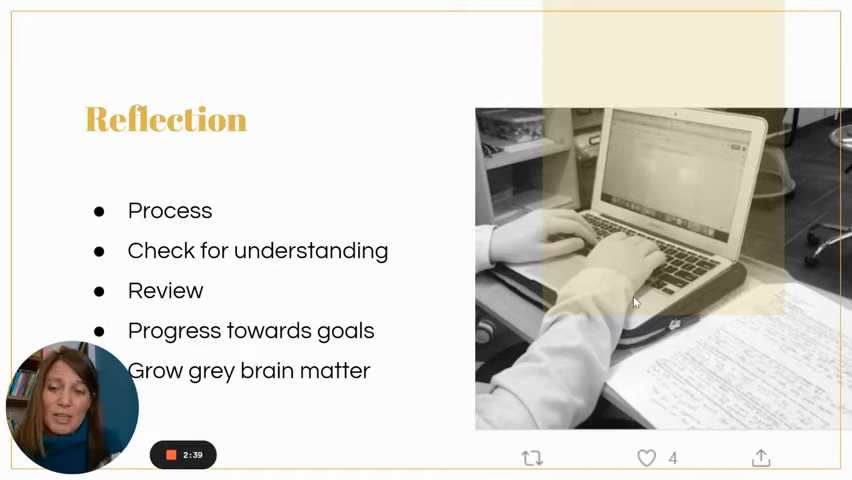 Reflection
● Process
● Check for understanding
● Review
● Progress towards goals
Grow grey brain matter
2:39
4